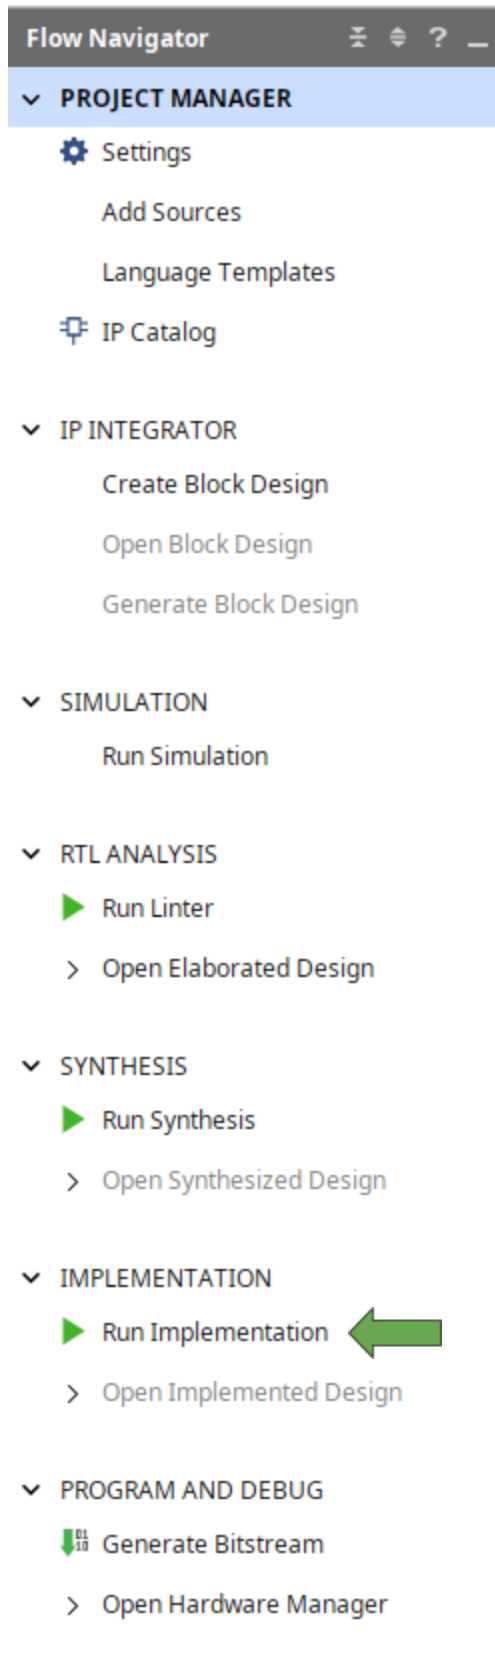 Flow Navigator ?
PROJECT MANAGER
Settings
Add Sources
Language Templates
IP Catalog
IP INTEGRATOR
Create Block Design
Open Block Design
Generate Block Design
SIMULATION
Run Simulation
RTL ANALYSIS
Run Linter
Open Elaborated Design
SYNTHESIS
Run Synthesis
Open Synthesized Design
IMPLEMENTATION
Run Implementation
Open Implemented Design
PROGRAM AND DEBUG
Generate Bitstream
Open Hardware Manager